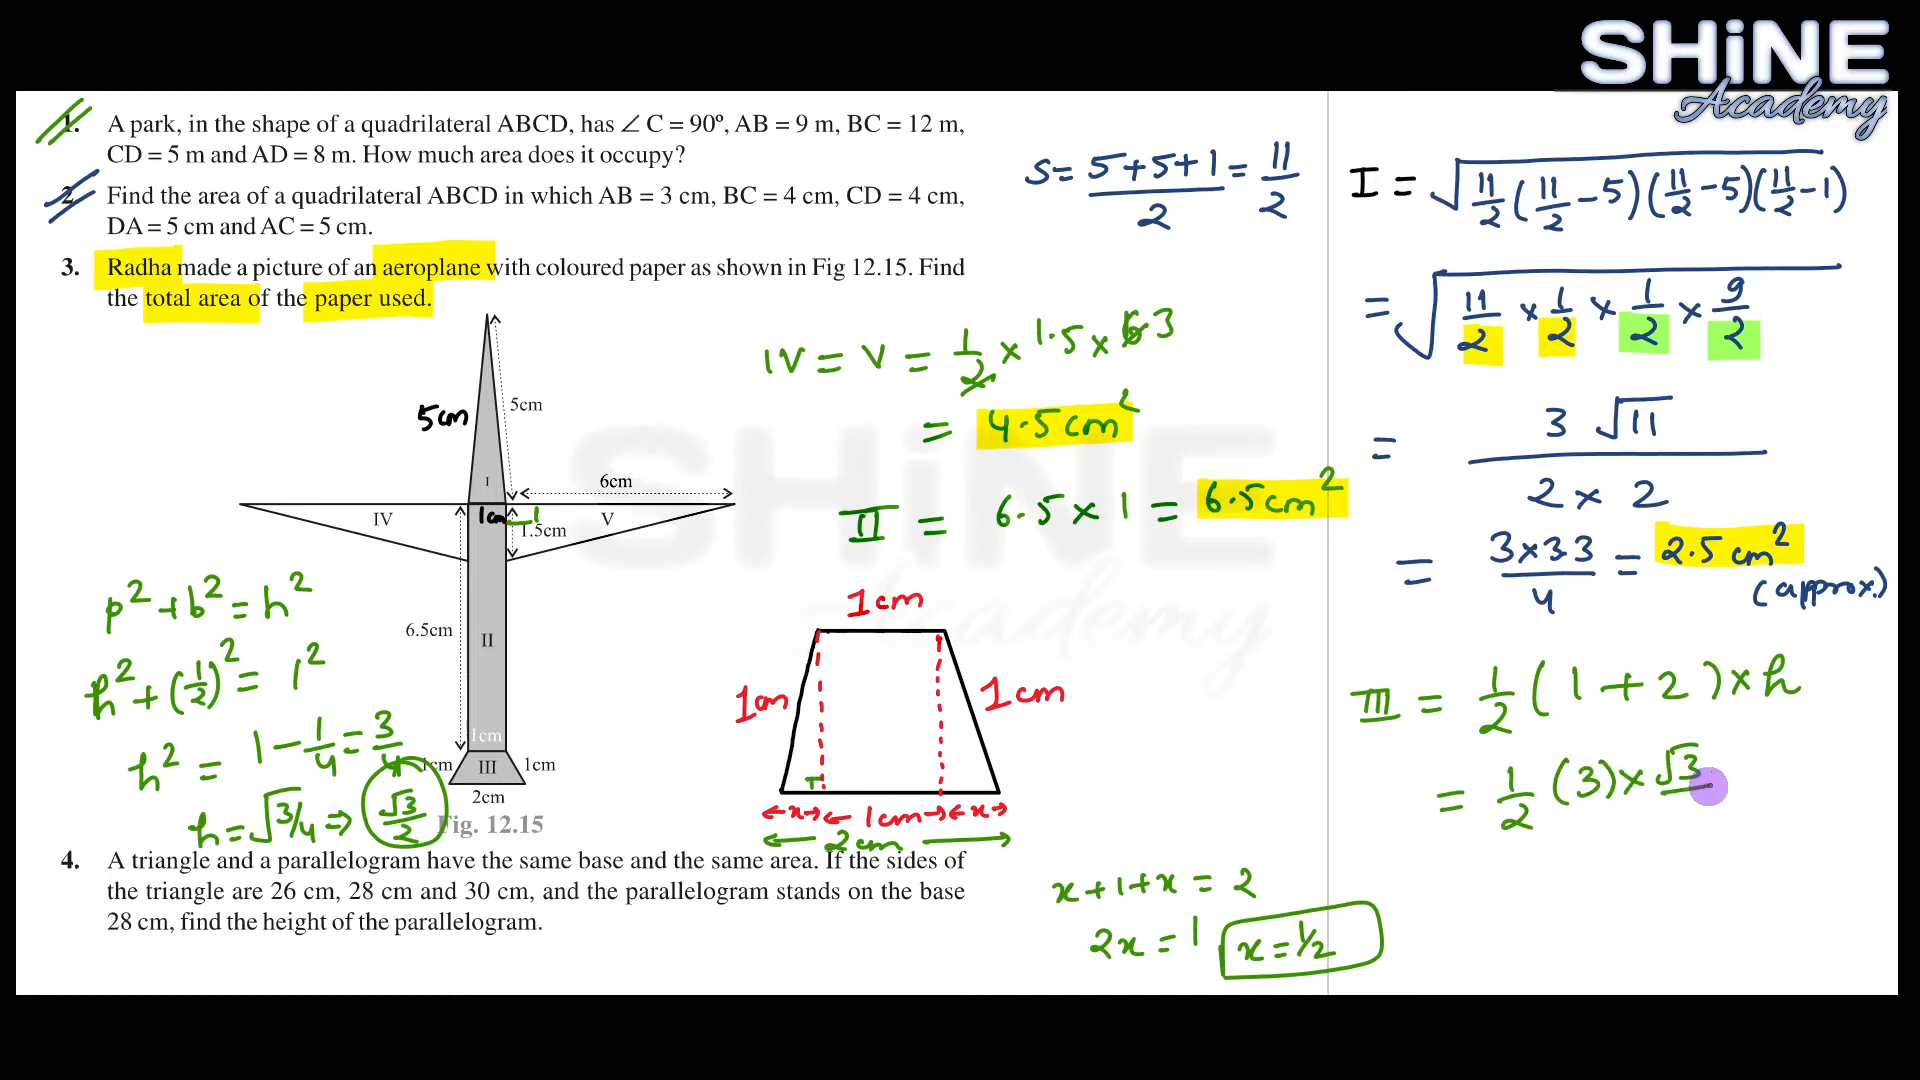 SHiNE
Academy
1. A park, in the shape of a quadrilateral ABCD, has ∠ C = 90º, AB = 9 m, BC = 12 m,
CD = 5 m and AD = 8 m. How much area does it occupy?
2. Find the area of a quadrilateral ABCD in which AB = 3 cm, BC = 4 cm, CD = 4 cm,
DA = 5 cm and AC = 5 cm.
3. Radha made a picture of an aeroplane with coloured paper as shown in Fig 12.15. Find
the total area of the paper used.
5cm
5cm
I
6cm
IV
1cm
1
V
1.5cm
6.5cm
II
1cm
1cm
III
1cm
2cm
Fig. 12.15
p² + b² = h²
h² + (1/2)² = 1²
h² = 1 - 1/4 = 3/4
h = √3/4 ⇒ √3/2
4. A triangle and a parallelogram have the same base and the same area. If the sides of
the triangle are 26 cm, 28 cm and 30 cm, and the parallelogram stands on the base
28 cm, find the height of the parallelogram.
S = 5+5+1/2 = 11/2
IV = V = 1/2 × 1.5 × 6 3
= 4.5 cm²
II = 6.5 × 1 = 6.5 cm²
1cm
1cm
1cm
x 1cm x
2cm
x + 1 + x = 2
2x = 1 x = 1/2
I = √11/2 (11/2 - 5)(11/2 - 5)(11/2 - 1)
= √11/2 × 1/2 × 1/2 × 9/2
= 3 √11 / 2 × 2
= 3×3.3/4 = 2.5 cm²
(approx.)
III = 1/2 (1 + 2) × h
= 1/2 (3) × √3
SHiNE
Academy